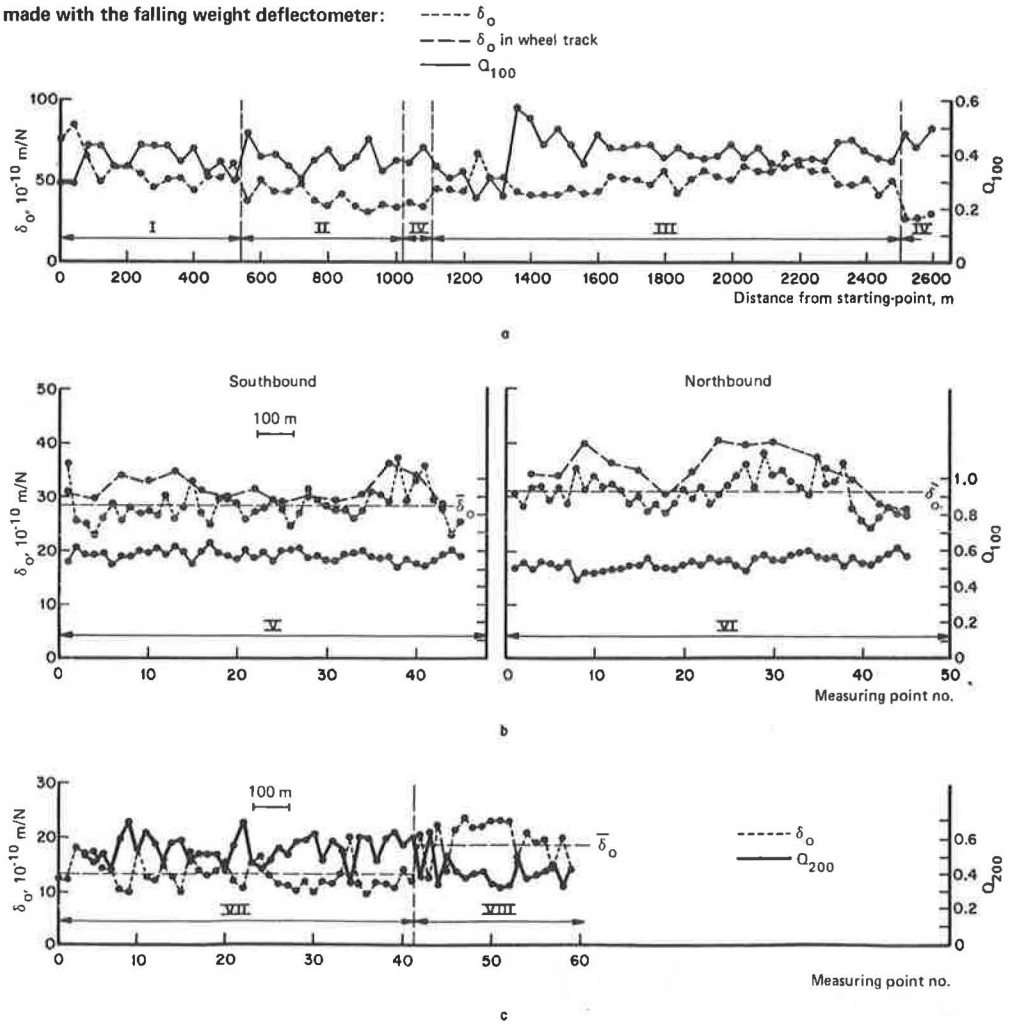 made with the falling weight deflectometer:
δo
δo in wheel track
Q100
100
50
0
δo, 10-10 m/N
0.6
0.4
0.2
0
Q100
I
II
IV
III
IV
0 200 400 600 800 1000 1200 1400 1600 1800 2000 2200 2400 2600
Distance from starting-point, m
a
Southbound
Northbound
50
40
30
20
10
0
δo, 10-10 m/N
100 m
δ̄o
δ̄o
1.0
0.8
0.6
0.4
0.2
0
Q100
V
VI
0 10 20 30 40
0 10 20 30 40 50
Measuring point no.
b
30
20
10
0
δo, 10-10 m/N
100 m
δ̄o
δo
Q200
0.6
0.4
0.2
0
Q200
VII
VIII
0 10 20 30 40 50 60
Measuring point no.
c